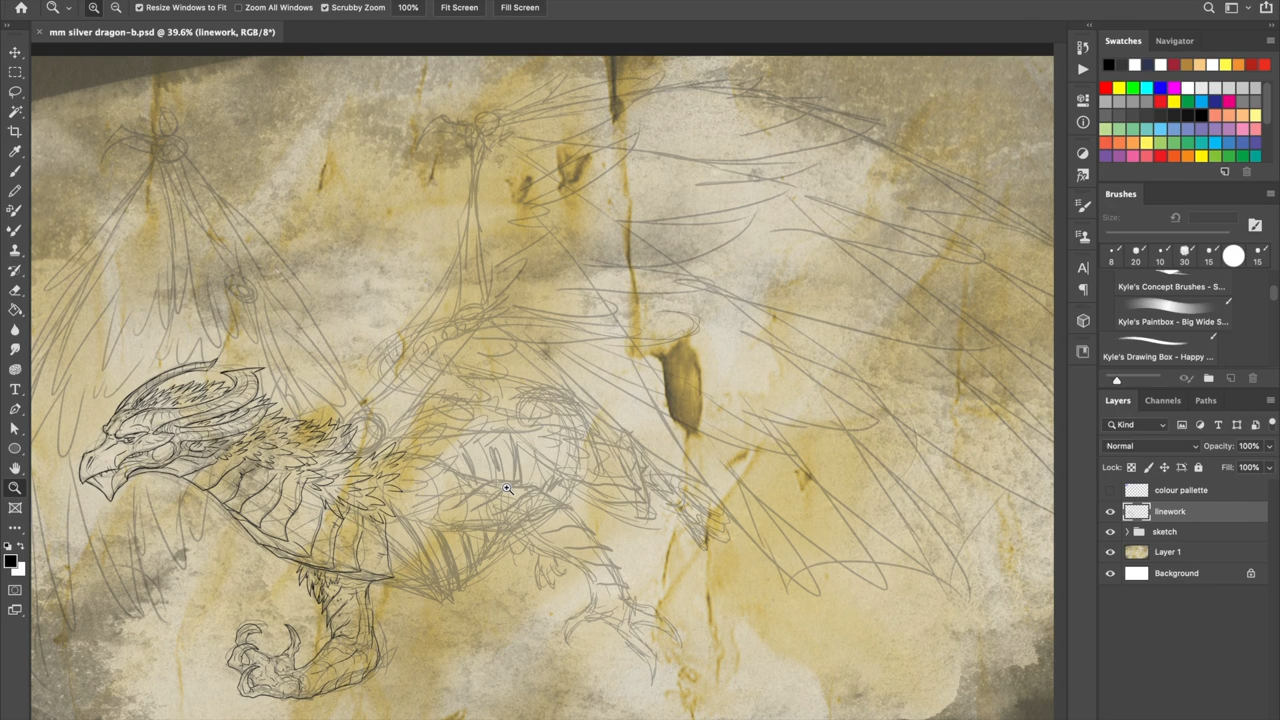 Resize Windows to Fit
Zoom All Windows
Scrubby Zoom
100%
Fit Screen
Fill Screen
mm silver dragon-b.psd @ 39.6% (linework, RGB/8*)
Swatches
Navigator
Brushes
Size:
8
20
10
30
15
15
Kyle's Concept Brushes - S...
Kyle's Paintbox - Big Wide S...
Kyle's Drawing Box - Happy ...
Layers
Channels
Paths
Kind
Normal
Opacity:
100%
Lock:
Fill:
100%
colour pallette
linework
sketch
Layer 1
Background